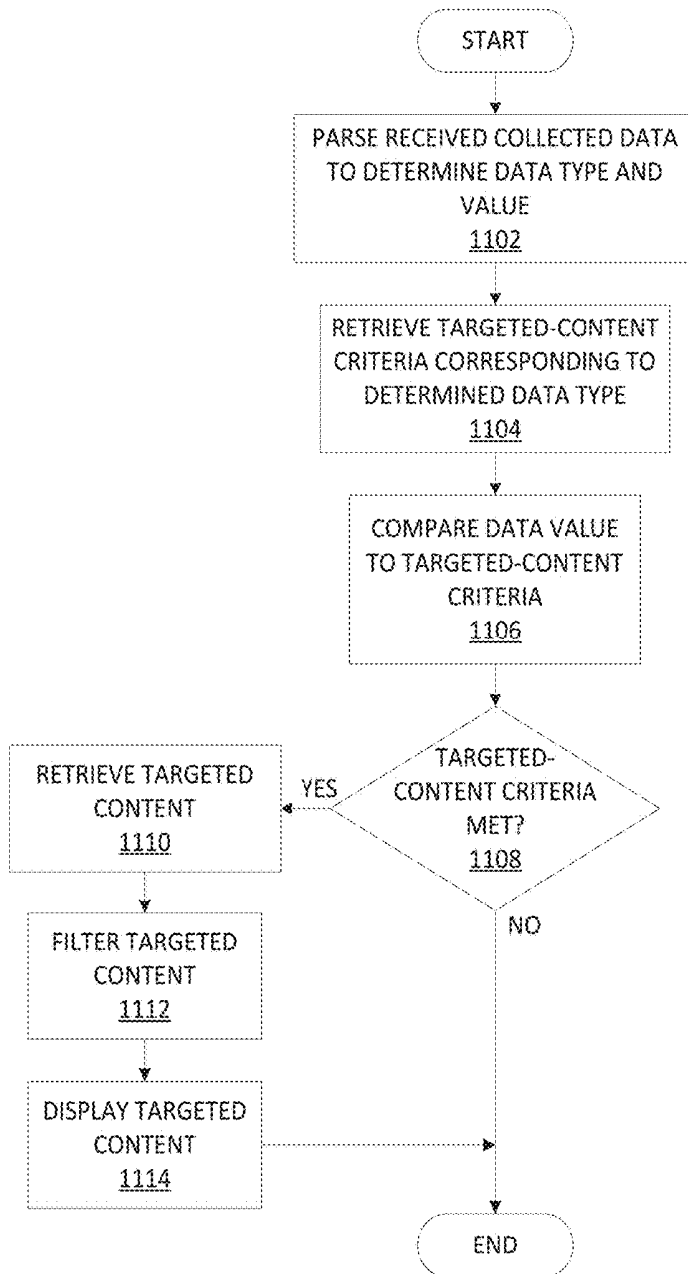 START
PARSE RECEIVED COLLECTED DATA
TO DETERMINE DATA TYPE AND
VALUE
1102
RETRIEVE TARGETED-CONTENT
CRITERIA CORRESPONDING TO
DETERMINED DATA TYPE
1104
COMPARE DATA VALUE
TO TARGETED-CONTENT
CRITERIA
1106
TARGETED-
CONTENT CRITERIA
MET?
1108
YES
NO
RETRIEVE TARGETED
CONTENT
1110
FILTER TARGETED
CONTENT
1112
DISPLAY TARGETED
CONTENT
1114
END